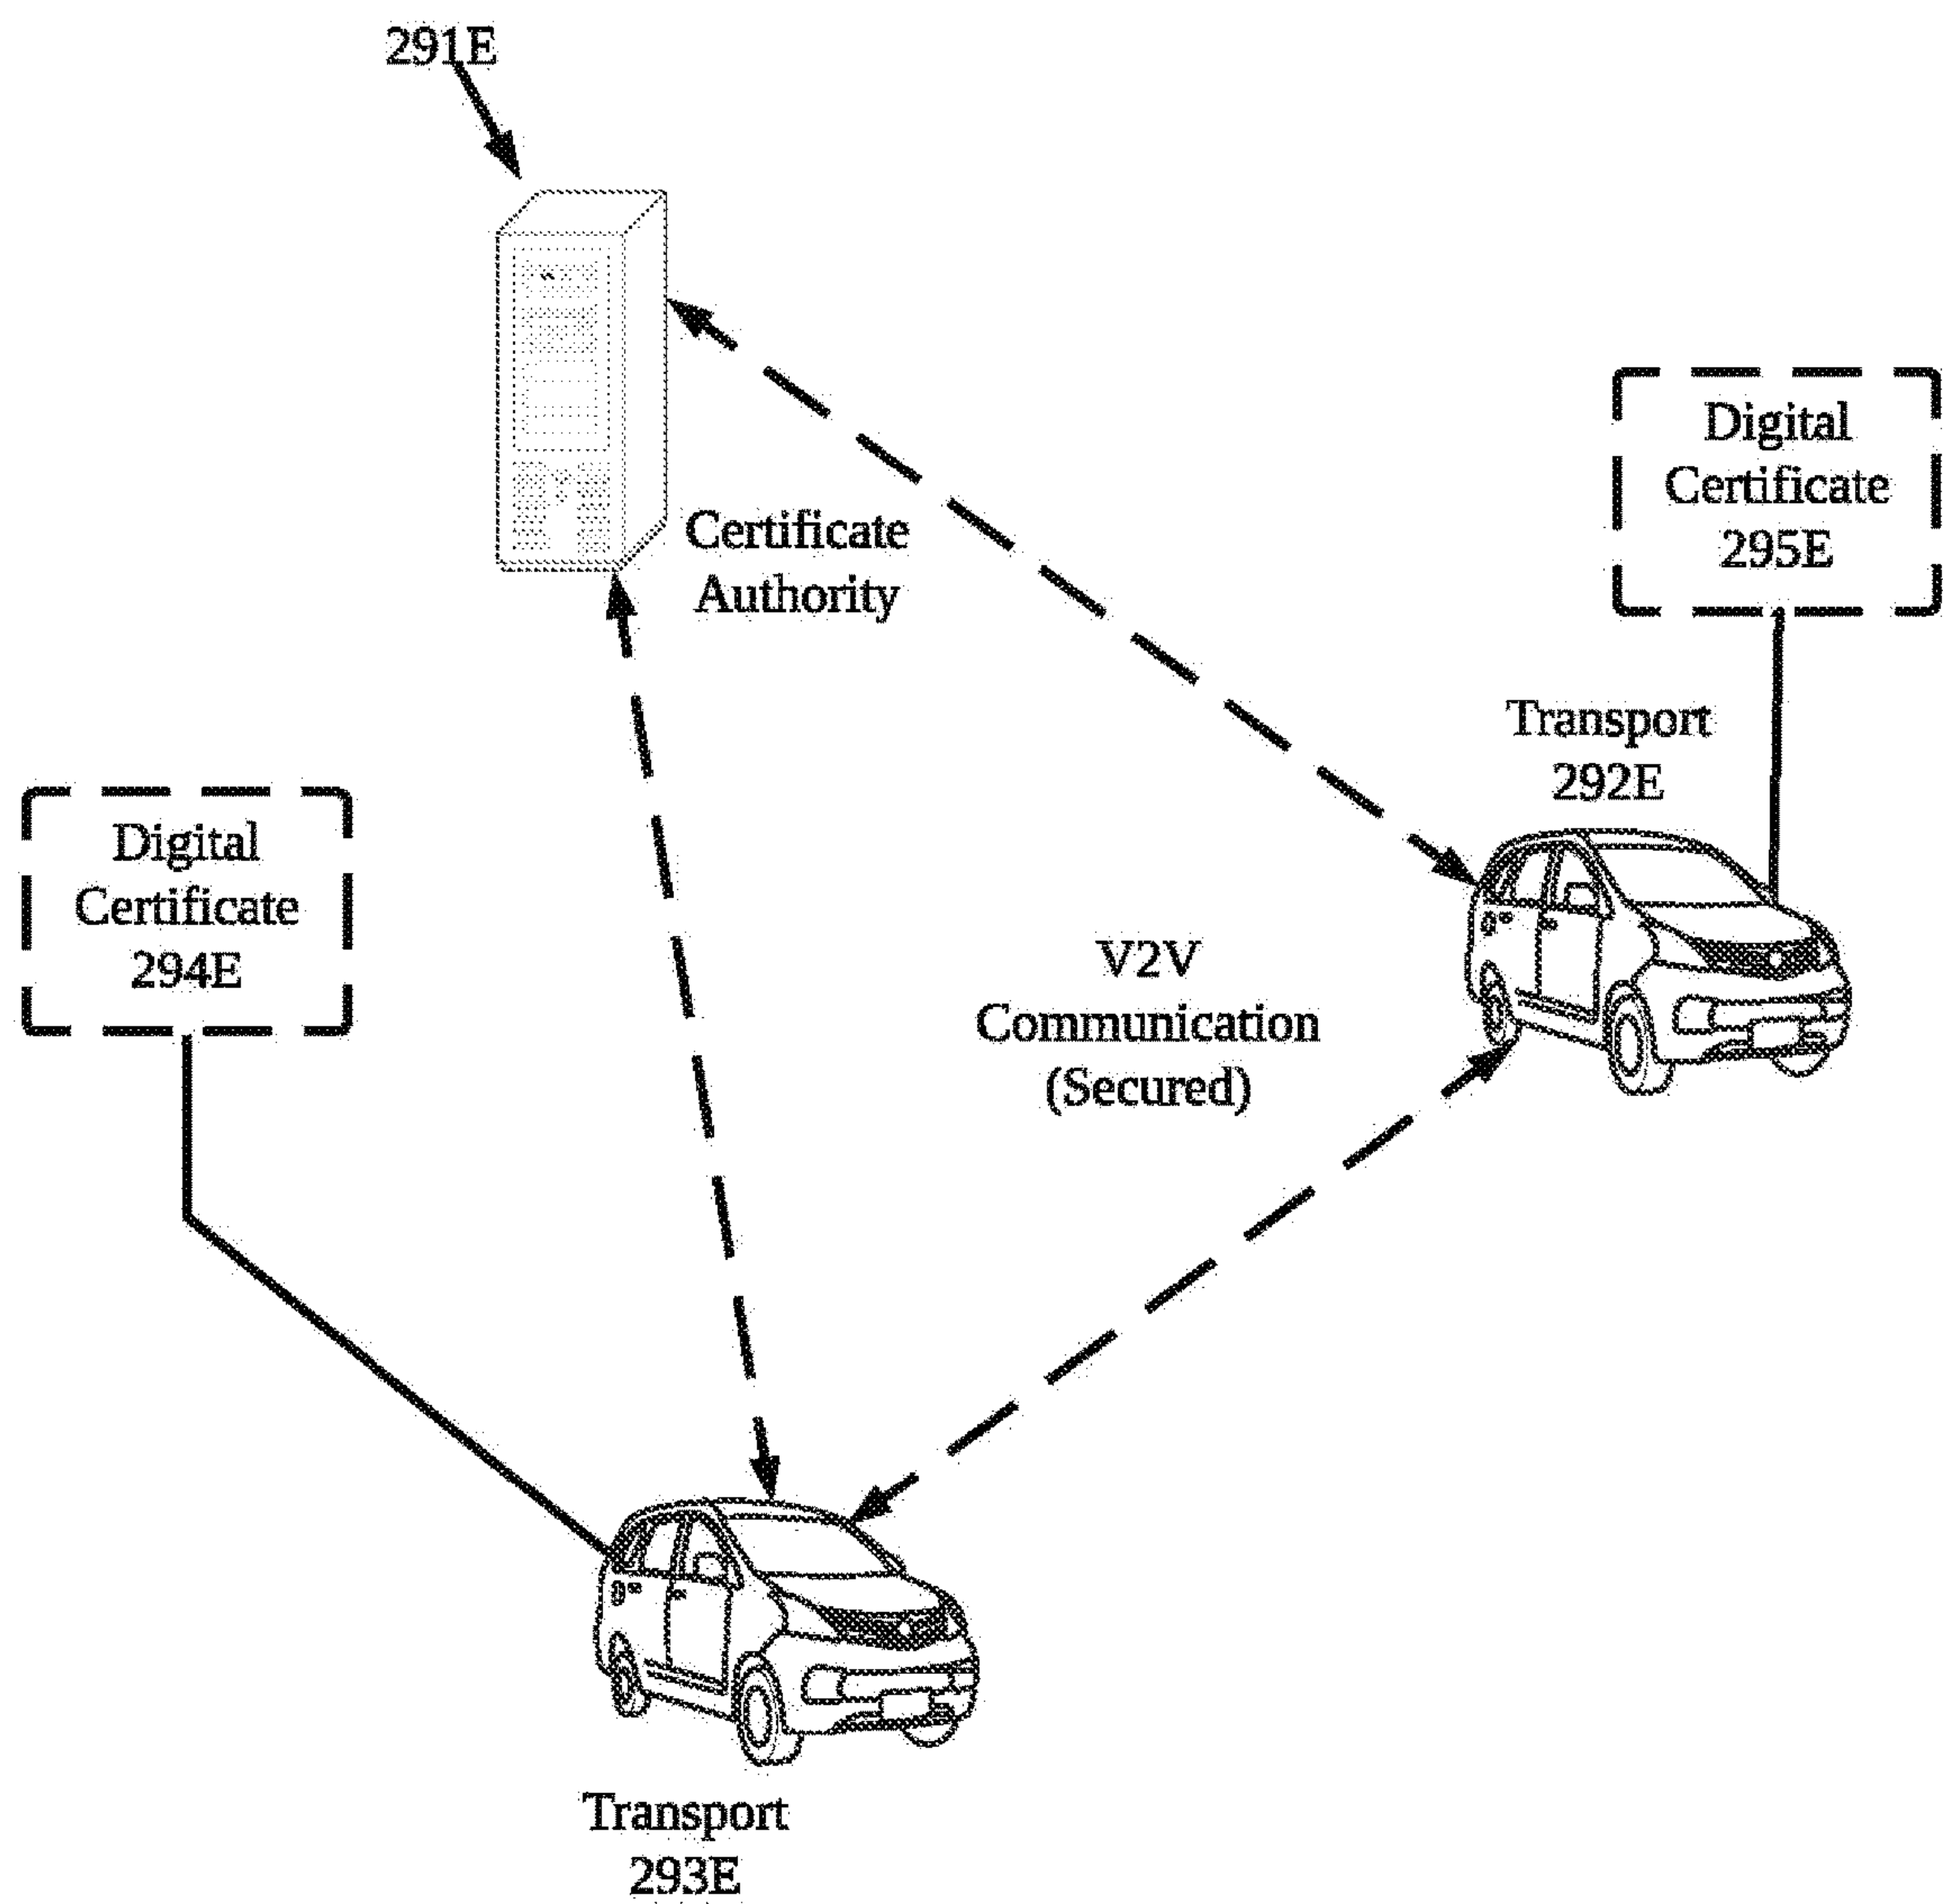 291E
Certificate
Authority
Digital
Certificate
295E
Transport
292E
Digital
Certificate
294E
V2V
Communication
(Secured)
Transport
293E